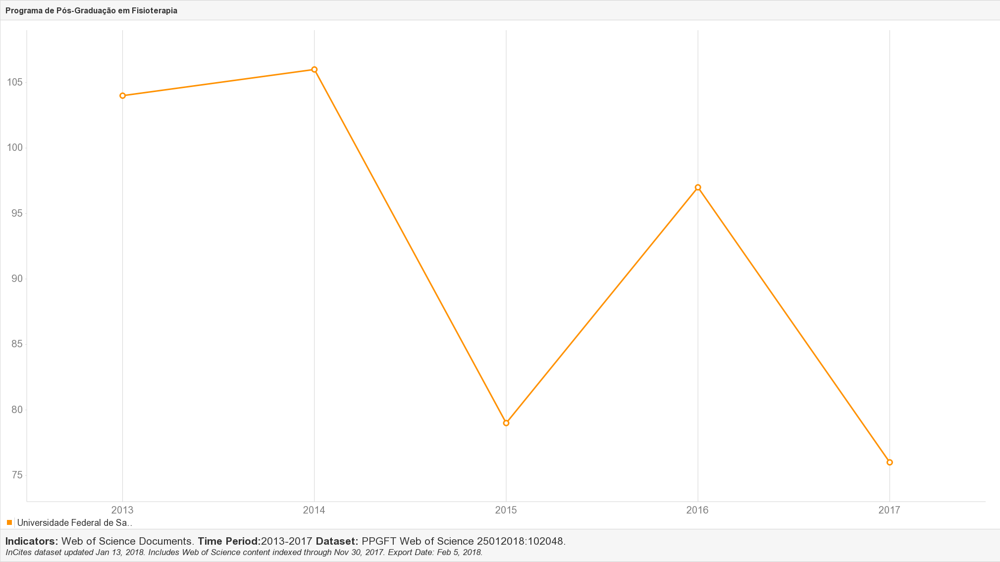 Programa de Pós-Graduação em Fisioterapia
105
100
95
90
85
80
75
2013 2014 2015 2016 2017
Universidade Federal de Sa..
Indicators: Web of Science Documents. Time Period:2013-2017 Dataset: PPGFT Web of Science 25012018:102048.
InCites dataset updated Jan 13, 2018. Includes Web of Science content indexed through Nov 30, 2017. Export Date: Feb 5, 2018.